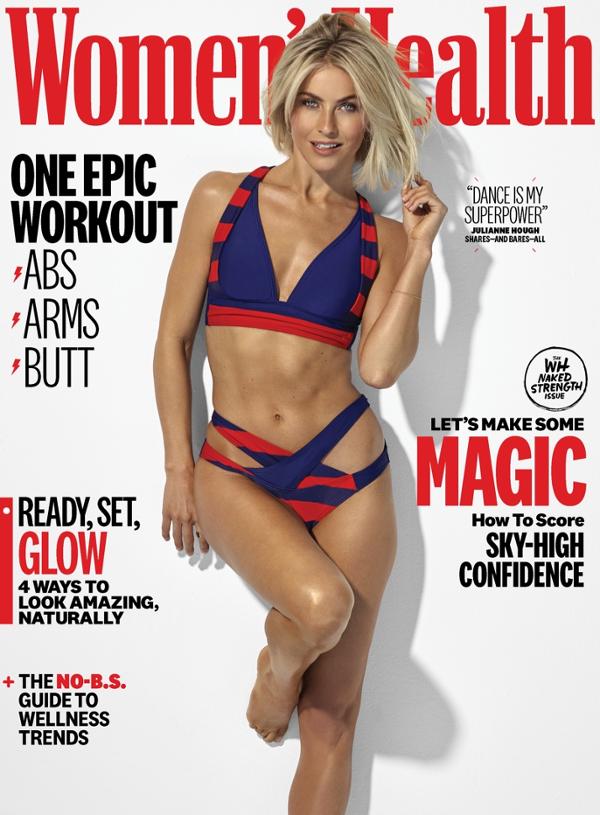 Women's Health
ONE EPIC
WORKOUT
ABS
ARMS
BUTT
"DANCE IS MY
SUPERPOWER"
JULIANNE HOUGH
SHARES—AND BARES—ALL
THE
WH
NAKED
STRENGTH
ISSUE
LET'S MAKE SOME
MAGIC
How To Score
SKY-HIGH
CONFIDENCE
READY, SET,
GLOW
4 WAYS TO
LOOK AMAZING,
NATURALLY
+ THE NO-B.S.
GUIDE TO
WELLNESS
TRENDS